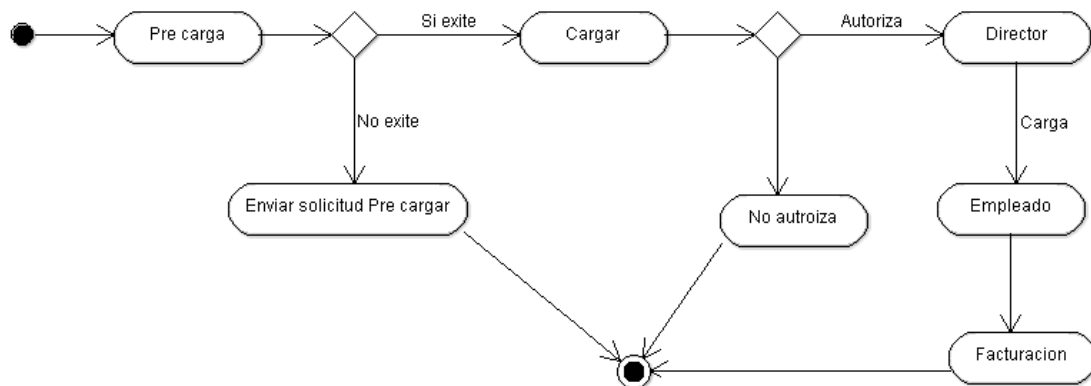 Pre carga
Si exite
Cargar
Autoriza
Director
No exite
Carga
Enviar solicitud Pre cargar
No autroiza
Empleado
Facturacion